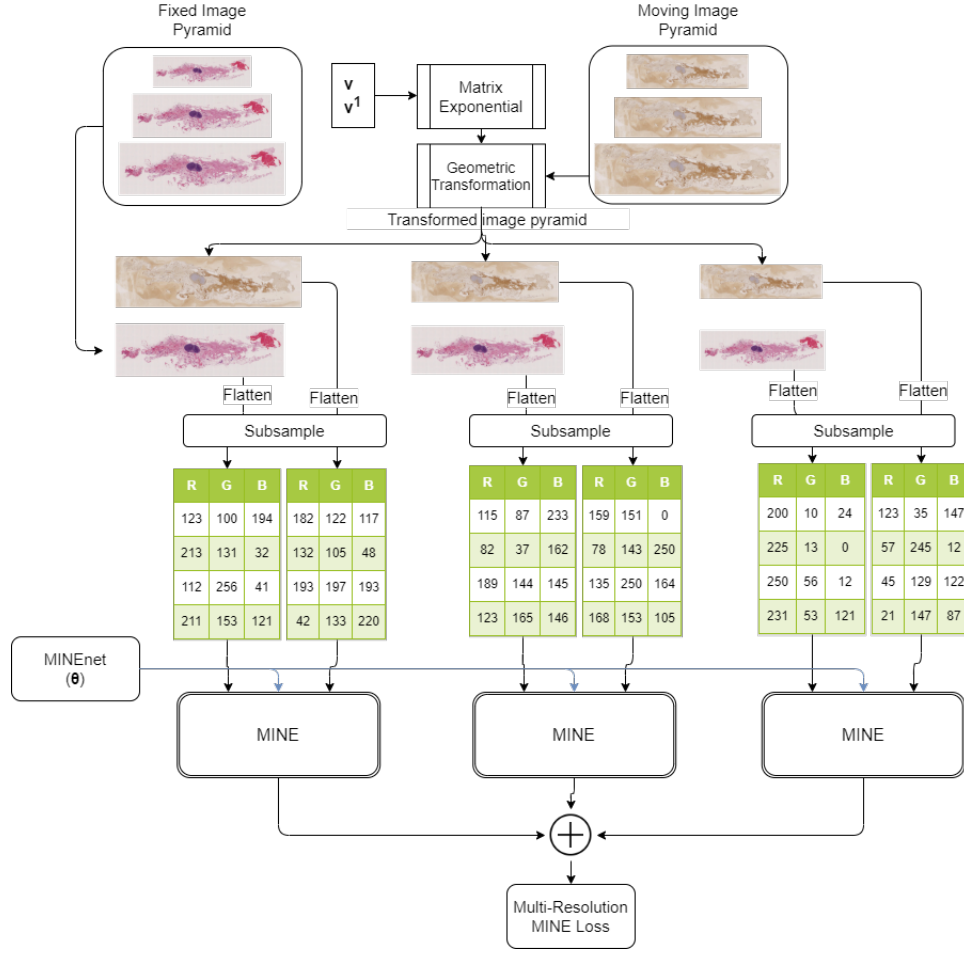 Fixed Image
Pyramid
Moving Image
Pyramid
v
v¹
Matrix
Exponential
Geometric
Transformation
Transformed image pyramid
Flatten
Flatten
Flatten
Flatten
Flatten
Flatten
Subsample
Subsample
Subsample
R G B R G B
123 100 194 182 122 117
213 131 32 132 105 48
112 256 41 193 197 193
211 153 121 42 133 220
R G B R G B
115 87 233 159 151 0
82 37 162 78 143 250
189 144 145 135 250 164
123 165 146 168 153 105
R G B R G B
200 10 24 123 35 147
225 13 0 57 245 12
250 56 12 45 129 122
231 53 121 21 147 87
MINEnet
(θ)
MINE
MINE
MINE
Multi-Resolution
MINE Loss